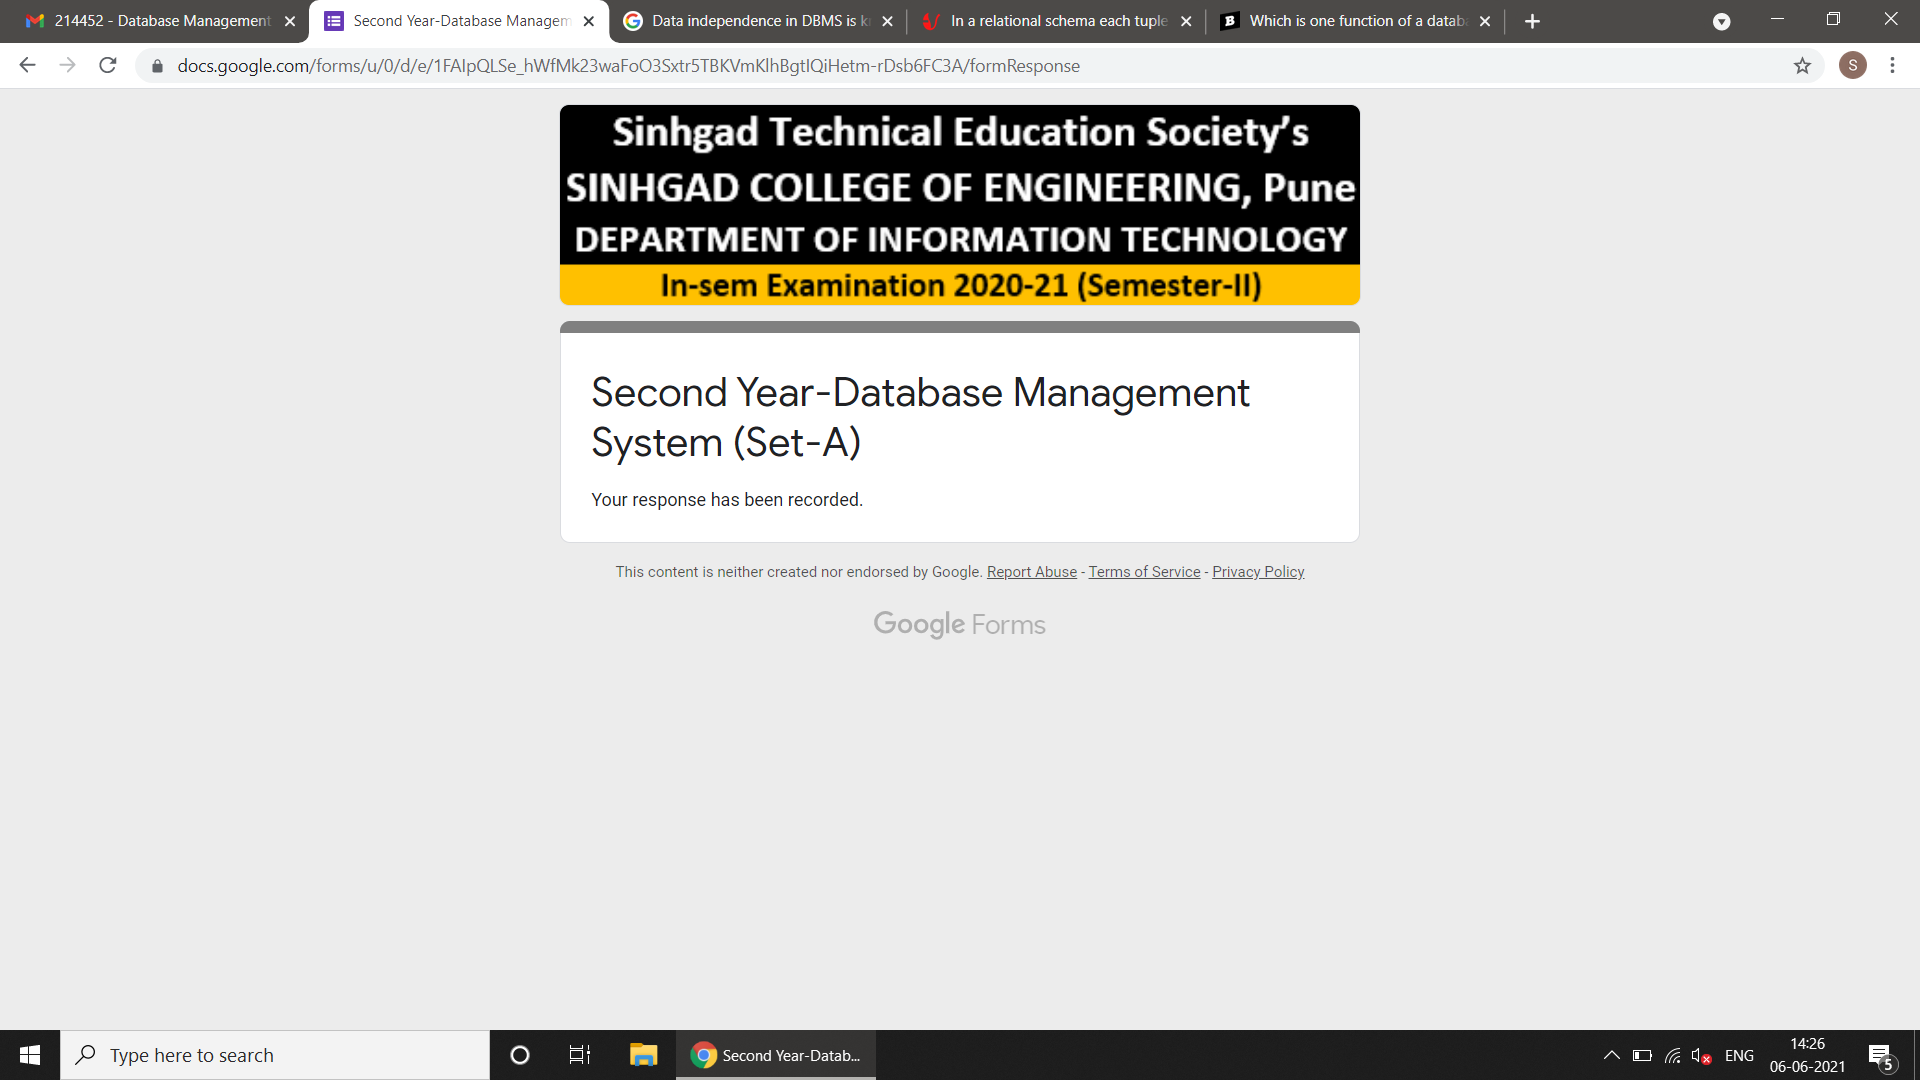 214452 - Database Management
Second Year-Database Managem
Data independence in DBMS is k
In a relational schema each tuple
Which is one function of a datab
docs.google.com/forms/u/0/d/e/1FAIpQLSe_hWfMk23waFoO3Sxtr5TBKVmKlhBgtIQiHetm-rDsb6FC3A/formResponse
S
Sinhgad Technical Education Society's
SINHGAD COLLEGE OF ENGINEERING, Pune
DEPARTMENT OF INFORMATION TECHNOLOGY
In-sem Examination 2020-21 (Semester-II)
Second Year-Database Management
System (Set-A)
Your response has been recorded.
This content is neither created nor endorsed by Google. Report Abuse - Terms of Service - Privacy Policy
Google Forms
Type here to search
Second Year-Datab...
ENG
14:26
06-06-2021
5